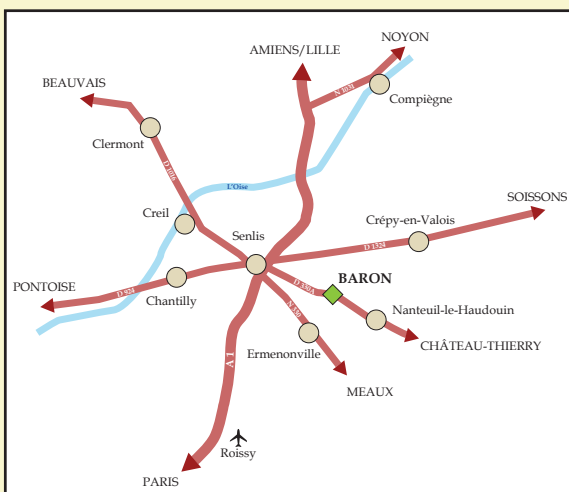 NOYON
AMIENS/LILLE
BEAUVAIS
N 1031
Compiègne
Clermont
D 1016
L'Oise
SOISSONS
Creil
Senlis
Crépy-en-Valois
D 1324
BARON
D 330A
PONTOISE
D 924
Chantilly
N 330
Nanteuil-le-Haudouin
Ermenonville
CHÂTEAU-THIERRY
A 1
MEAUX
Roissy
PARIS